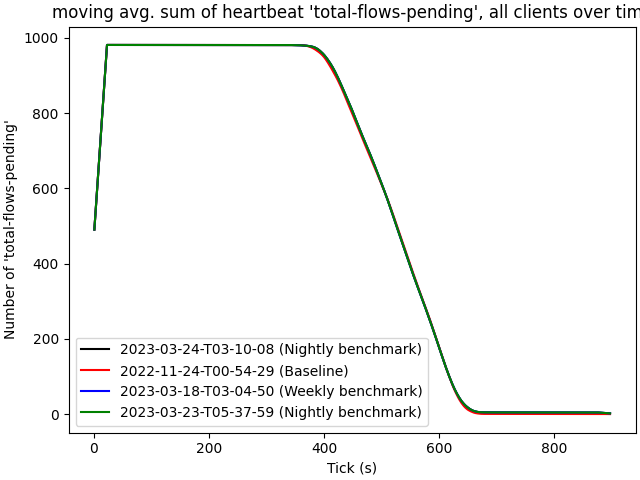 moving avg. sum of heartbeat 'total-flows-pending', all clients over tim
Number of 'total-flows-pending'
1000
800
600
400
200
0
2023-03-24-T03-10-08 (Nightly benchmark)
2022-11-24-T00-54-29 (Baseline)
2023-03-18-T03-04-50 (Weekly benchmark)
2023-03-23-T05-37-59 (Nightly benchmark)
0 200 400 600 800
Tick (s)